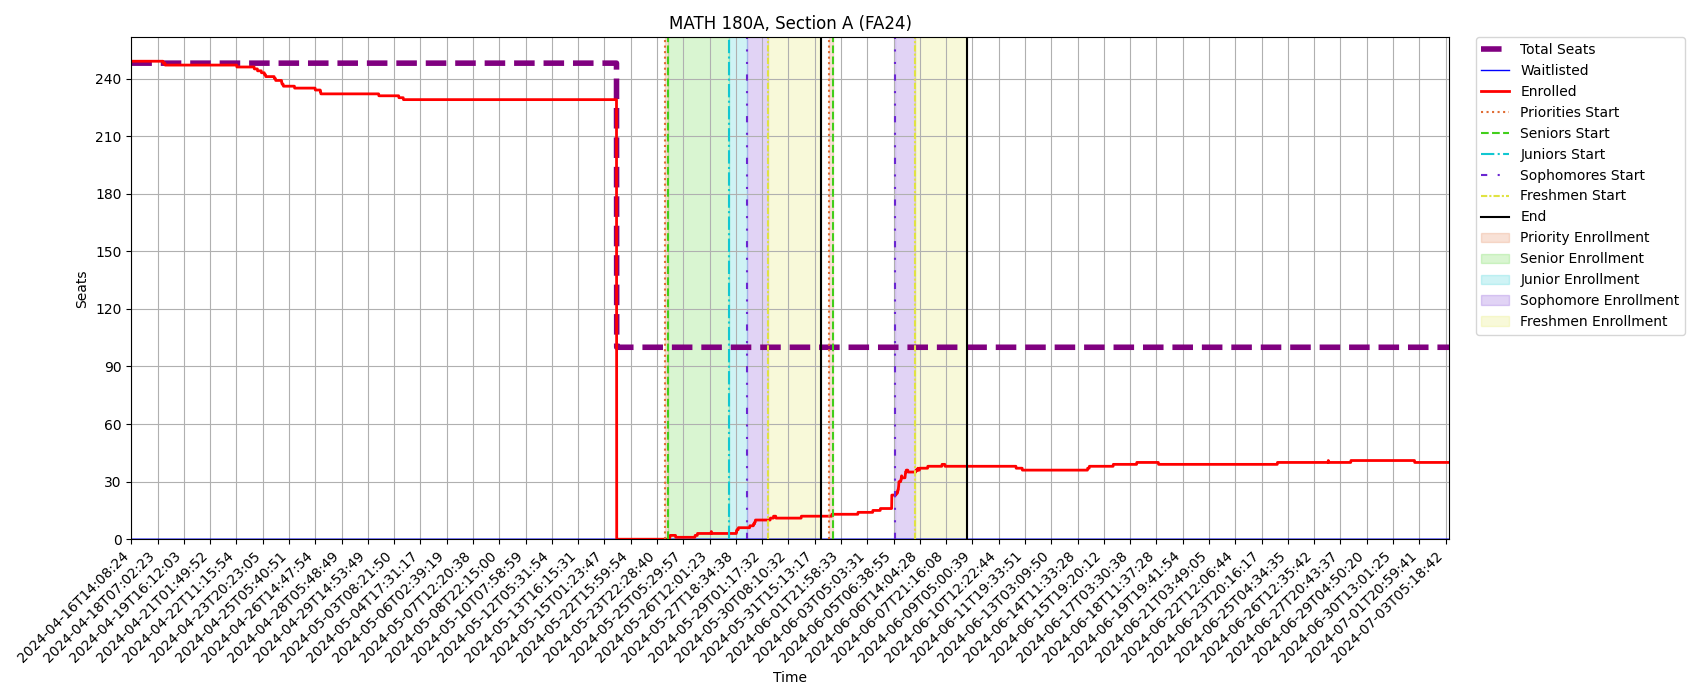 MATH 180A, Section A (FA24)
Total Seats
Waitlisted
Enrolled
Priorities Start
Seniors Start
Juniors Start
Sophomores Start
Freshmen Start
End
Priority Enrollment
Senior Enrollment
Junior Enrollment
Sophomore Enrollment
Freshmen Enrollment
Seats
240
210
180
150
120
90
60
30
0
2024-04-16T14:08:24
2024-04-18T07:02:23
2024-04-19T16:12:03
2024-04-21T01:49:52
2024-04-22T11:15:54
2024-04-23T20:23:05
2024-04-25T05:40:51
2024-04-26T14:47:54
2024-04-28T05:48:49
2024-04-29T14:53:49
2024-05-03T08:21:50
2024-05-04T17:31:17
2024-05-06T02:39:19
2024-05-07T12:20:38
2024-05-08T22:15:00
2024-05-10T07:58:59
2024-05-12T05:31:54
2024-05-13T16:15:31
2024-05-15T01:23:47
2024-05-22T15:59:54
2024-05-23T22:28:40
2024-05-25T05:29:57
2024-05-26T12:01:23
2024-05-27T18:34:38
2024-05-29T01:17:32
2024-05-30T08:10:32
2024-05-31T15:13:17
2024-06-01T21:58:33
2024-06-03T05:03:31
2024-06-05T06:38:55
2024-06-06T14:04:28
2024-06-07T21:16:08
2024-06-09T05:00:39
2024-06-10T12:22:44
2024-06-11T19:33:51
2024-06-13T03:09:50
2024-06-14T11:33:28
2024-06-15T19:20:12
2024-06-17T03:30:38
2024-06-18T11:37:28
2024-06-19T19:41:54
2024-06-21T03:49:05
2024-06-22T12:06:44
2024-06-23T20:16:17
2024-06-25T04:34:35
2024-06-26T12:35:42
2024-06-27T20:43:37
2024-06-29T04:50:20
2024-06-30T13:01:25
2024-07-01T20:59:41
2024-07-03T05:18:42
Time